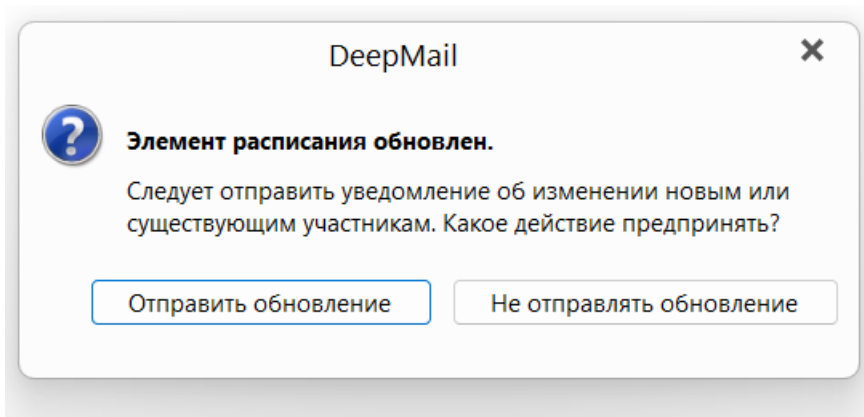 DeepMail
Элемент расписания обновлен.
Следует отправить уведомление об изменении новым или
существующим участникам. Какое действие предпринять?
Отправить обновление
Не отправлять обновление